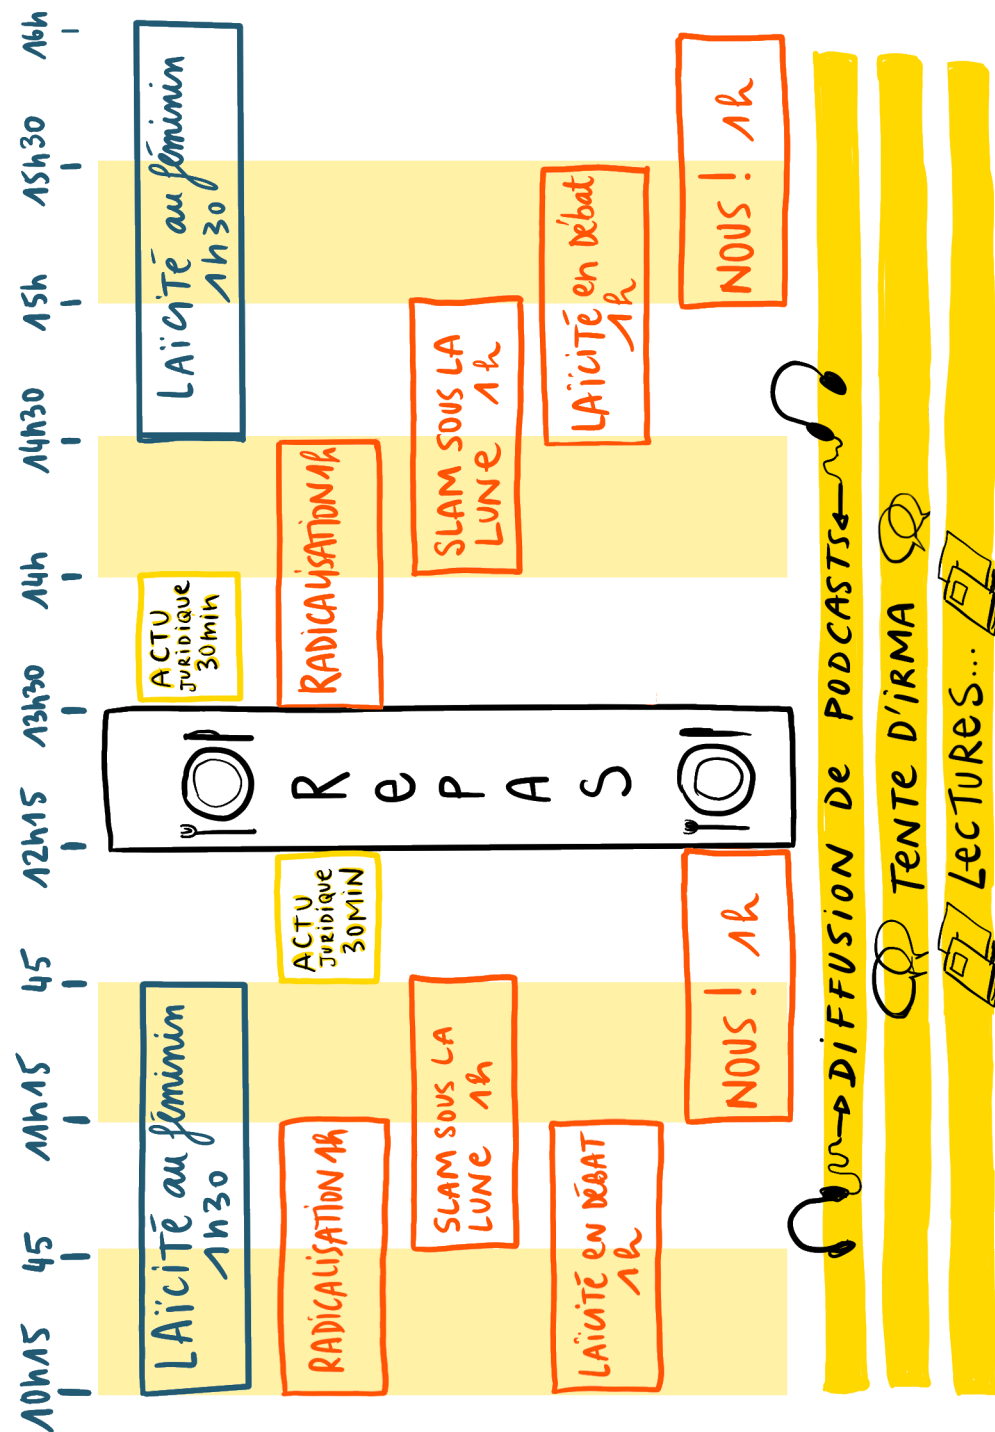 10h15
45
11h15
45
12h15
13h30
14h
14h30
15h
15h30
16h
LAïCiTÉ au féminin
1h30
ACTU
JURiDiQUE
30min
LAïCiTÉ au féminin
1h30
RADiCALiSATiON 1h
ACTU
JURiDiQUE
30MiN
RADiCALiSATiON 1h
SLAM SOUS LA
LUNe 1h
SLAM SOUS LA
LUNe 1h
LAïCiTÉ eN DÉBAT
1h
LAïCiTÉ en Débat
1h
NOUS ! 1h
NOUS ! 1h
RePAS
DiFFUSiON De PODCASTS
TeNTe D'iRMA
LeCTURes...